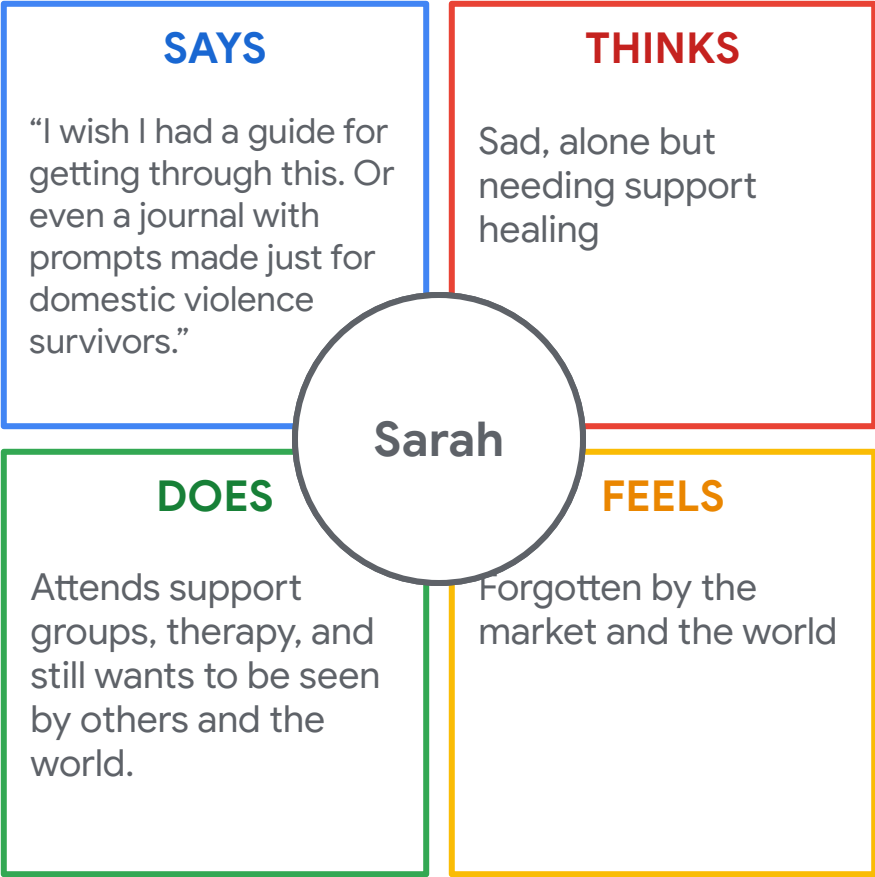 SAYS
“I wish I had a guide for
getting through this. Or
even a journal with
prompts made just for
domestic violence
survivors.”
THINKS
Sad, alone but
needing support
healing
Sarah
DOES
Attends support
groups, therapy, and
still wants to be seen
by others and the
world.
FEELS
Forgotten by the
market and the world